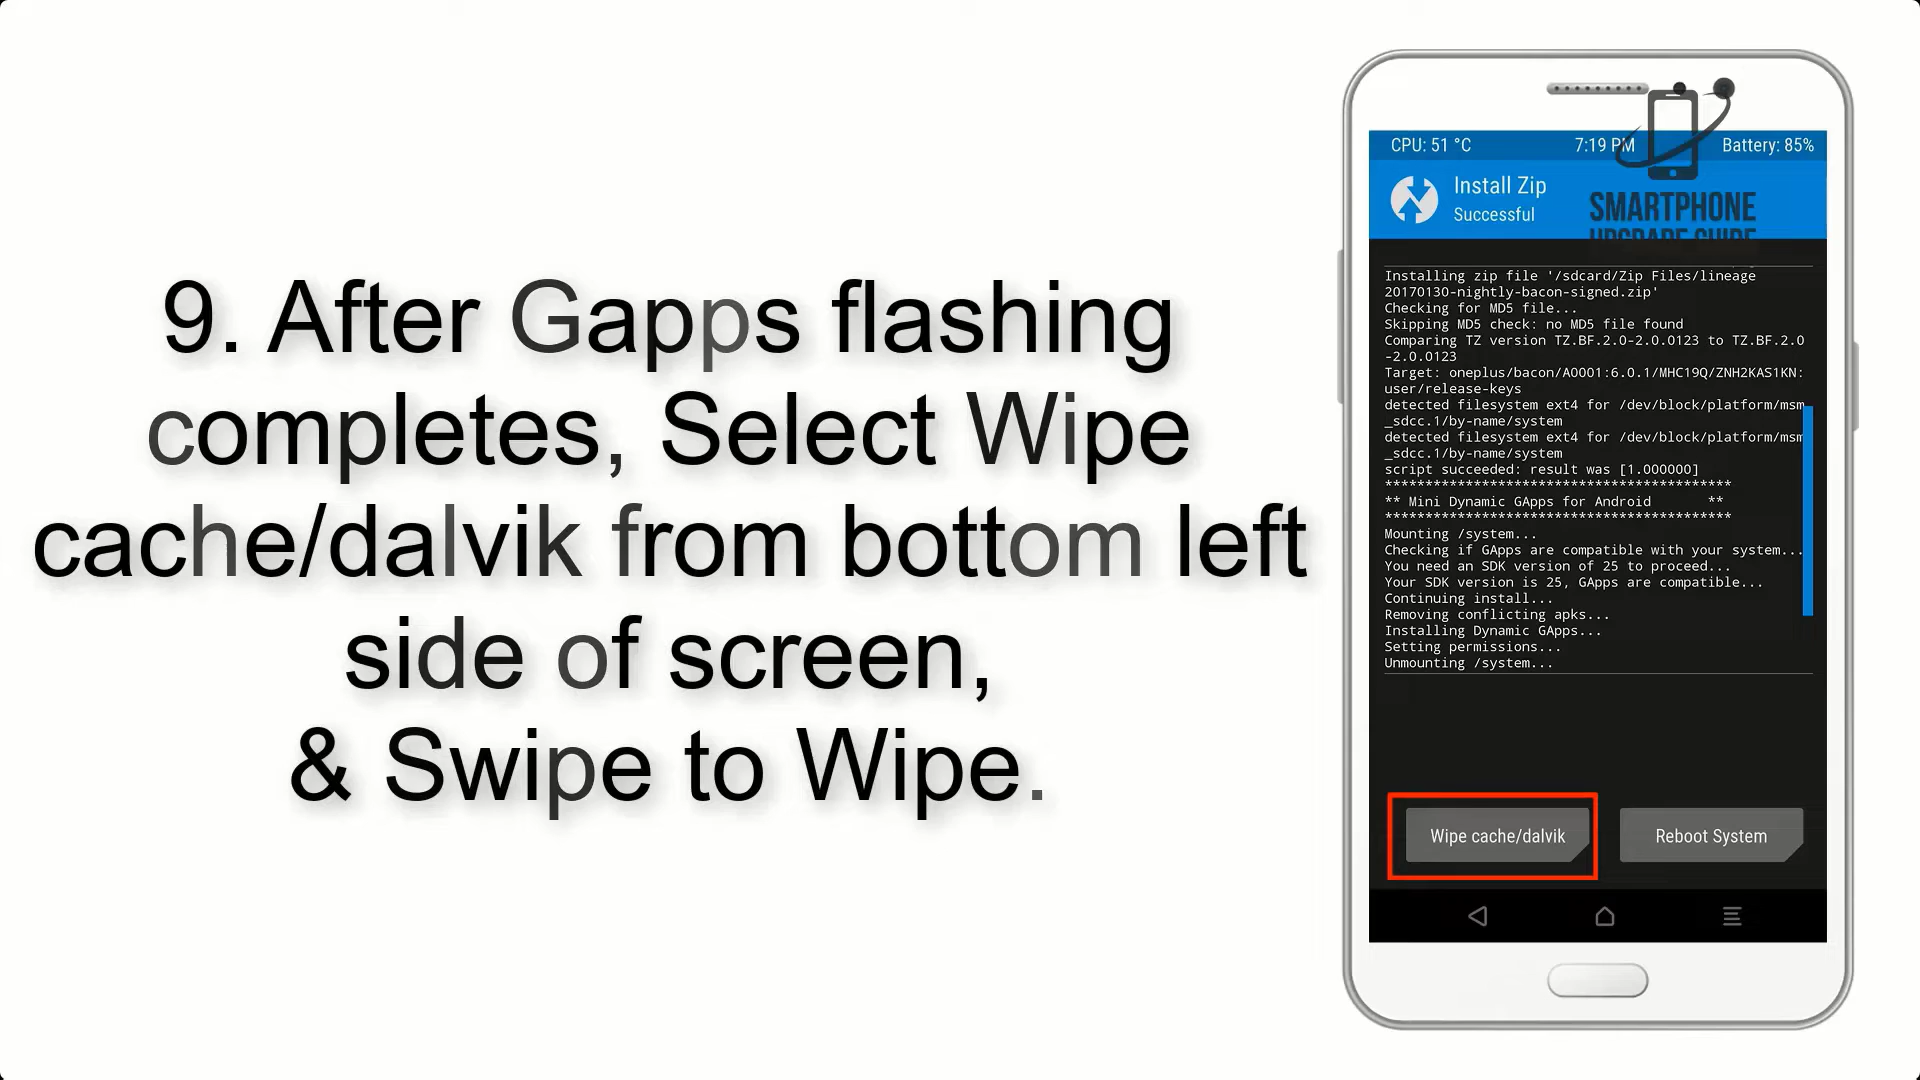 9. After Gapps flashing
completes, Select Wipe
cache/dalvik from bottom left
side of screen,
& Swipe to Wipe.
CPU: 51 °C 7:19 PM Battery: 85%
Install Zip
Successful
SMARTPHONE
UPGRADE GUIDE
Installing zip file '/sdcard/Zip Files/lineage
20170130-nightly-bacon-signed.zip'
Checking for MD5 file...
Skipping MD5 check: no MD5 file found
Comparing TZ version TZ.BF.2.0-2.0.0123 to TZ.BF.2.0
-2.0.0123
Target: oneplus/bacon/A0001:6.0.1/MHC19Q/ZNH2KAS1KN:
user/release-keys
detected filesystem ext4 for /dev/block/platform/msm
_sdcc.1/by-name/system
detected filesystem ext4 for /dev/block/platform/msm
_sdcc.1/by-name/system
script succeeded: result was [1.000000]
******************************************
** Mini Dynamic GApps for Android **
******************************************
Mounting /system...
Checking if GApps are compatible with your system...
You need an SDK version of 25 to proceed...
Your SDK version is 25, GApps are compatible...
Continuing install...
Removing conflicting apks...
Installing Dynamic GApps...
Setting permissions...
Unmounting /system...
Wipe cache/dalvik Reboot System